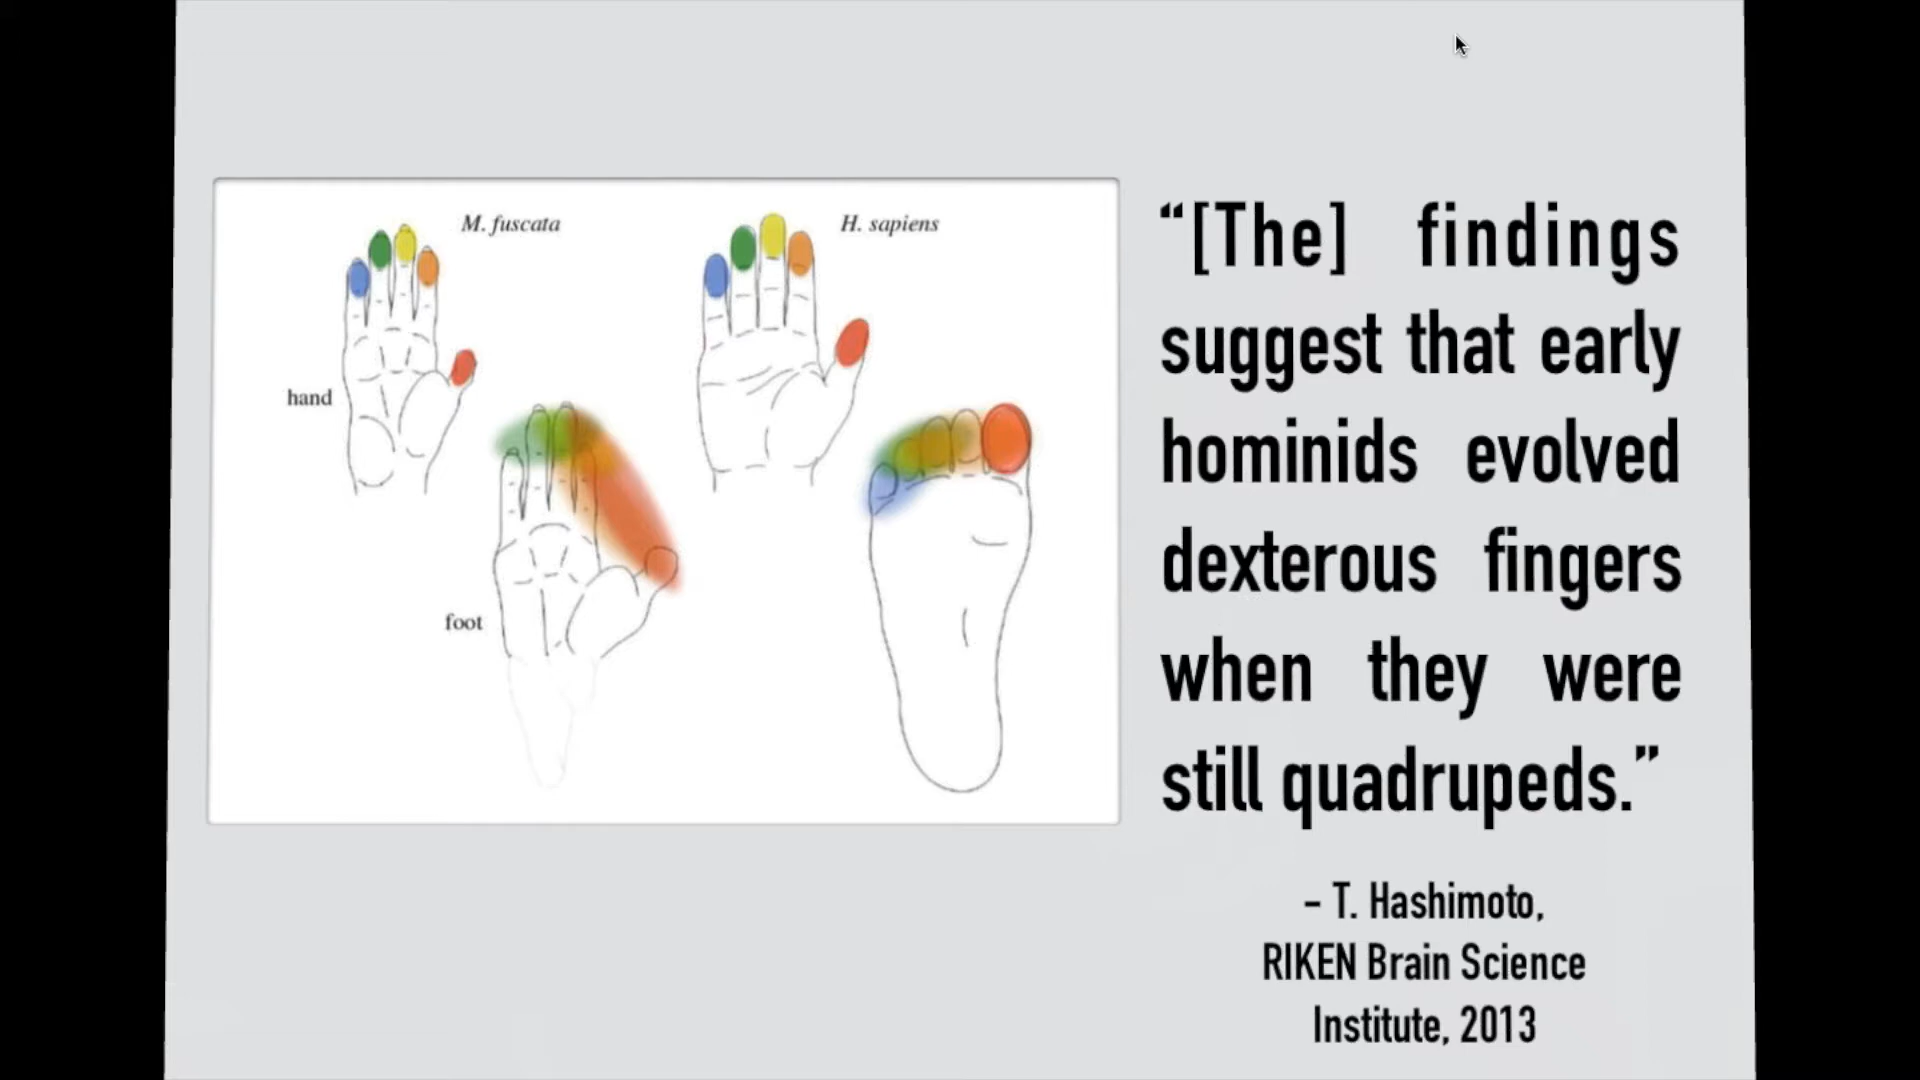 M. fuscata
H. sapiens
hand
foot
“[The] findings
suggest that early
hominids evolved
dexterous fingers
when they were
still quadrupeds.”
– T. Hashimoto,
RIKEN Brain Science
Institute, 2013